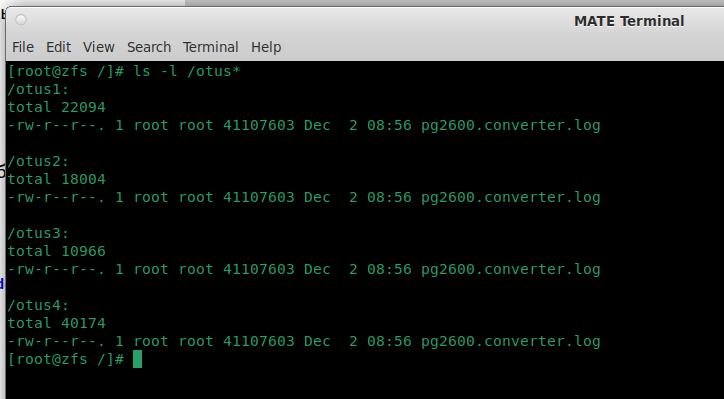 MATE Terminal
File Edit View Search Terminal Help
[root@zfs /]# ls -l /otus*
/otus1:
total 22094
-rw-r--r--. 1 root root 41107603 Dec  2 08:56 pg2600.converter.log
/otus2:
total 18004
-rw-r--r--. 1 root root 41107603 Dec  2 08:56 pg2600.converter.log
/otus3:
total 10966
-rw-r--r--. 1 root root 41107603 Dec  2 08:56 pg2600.converter.log
/otus4:
total 40174
-rw-r--r--. 1 root root 41107603 Dec  2 08:56 pg2600.converter.log
[root@zfs /]#